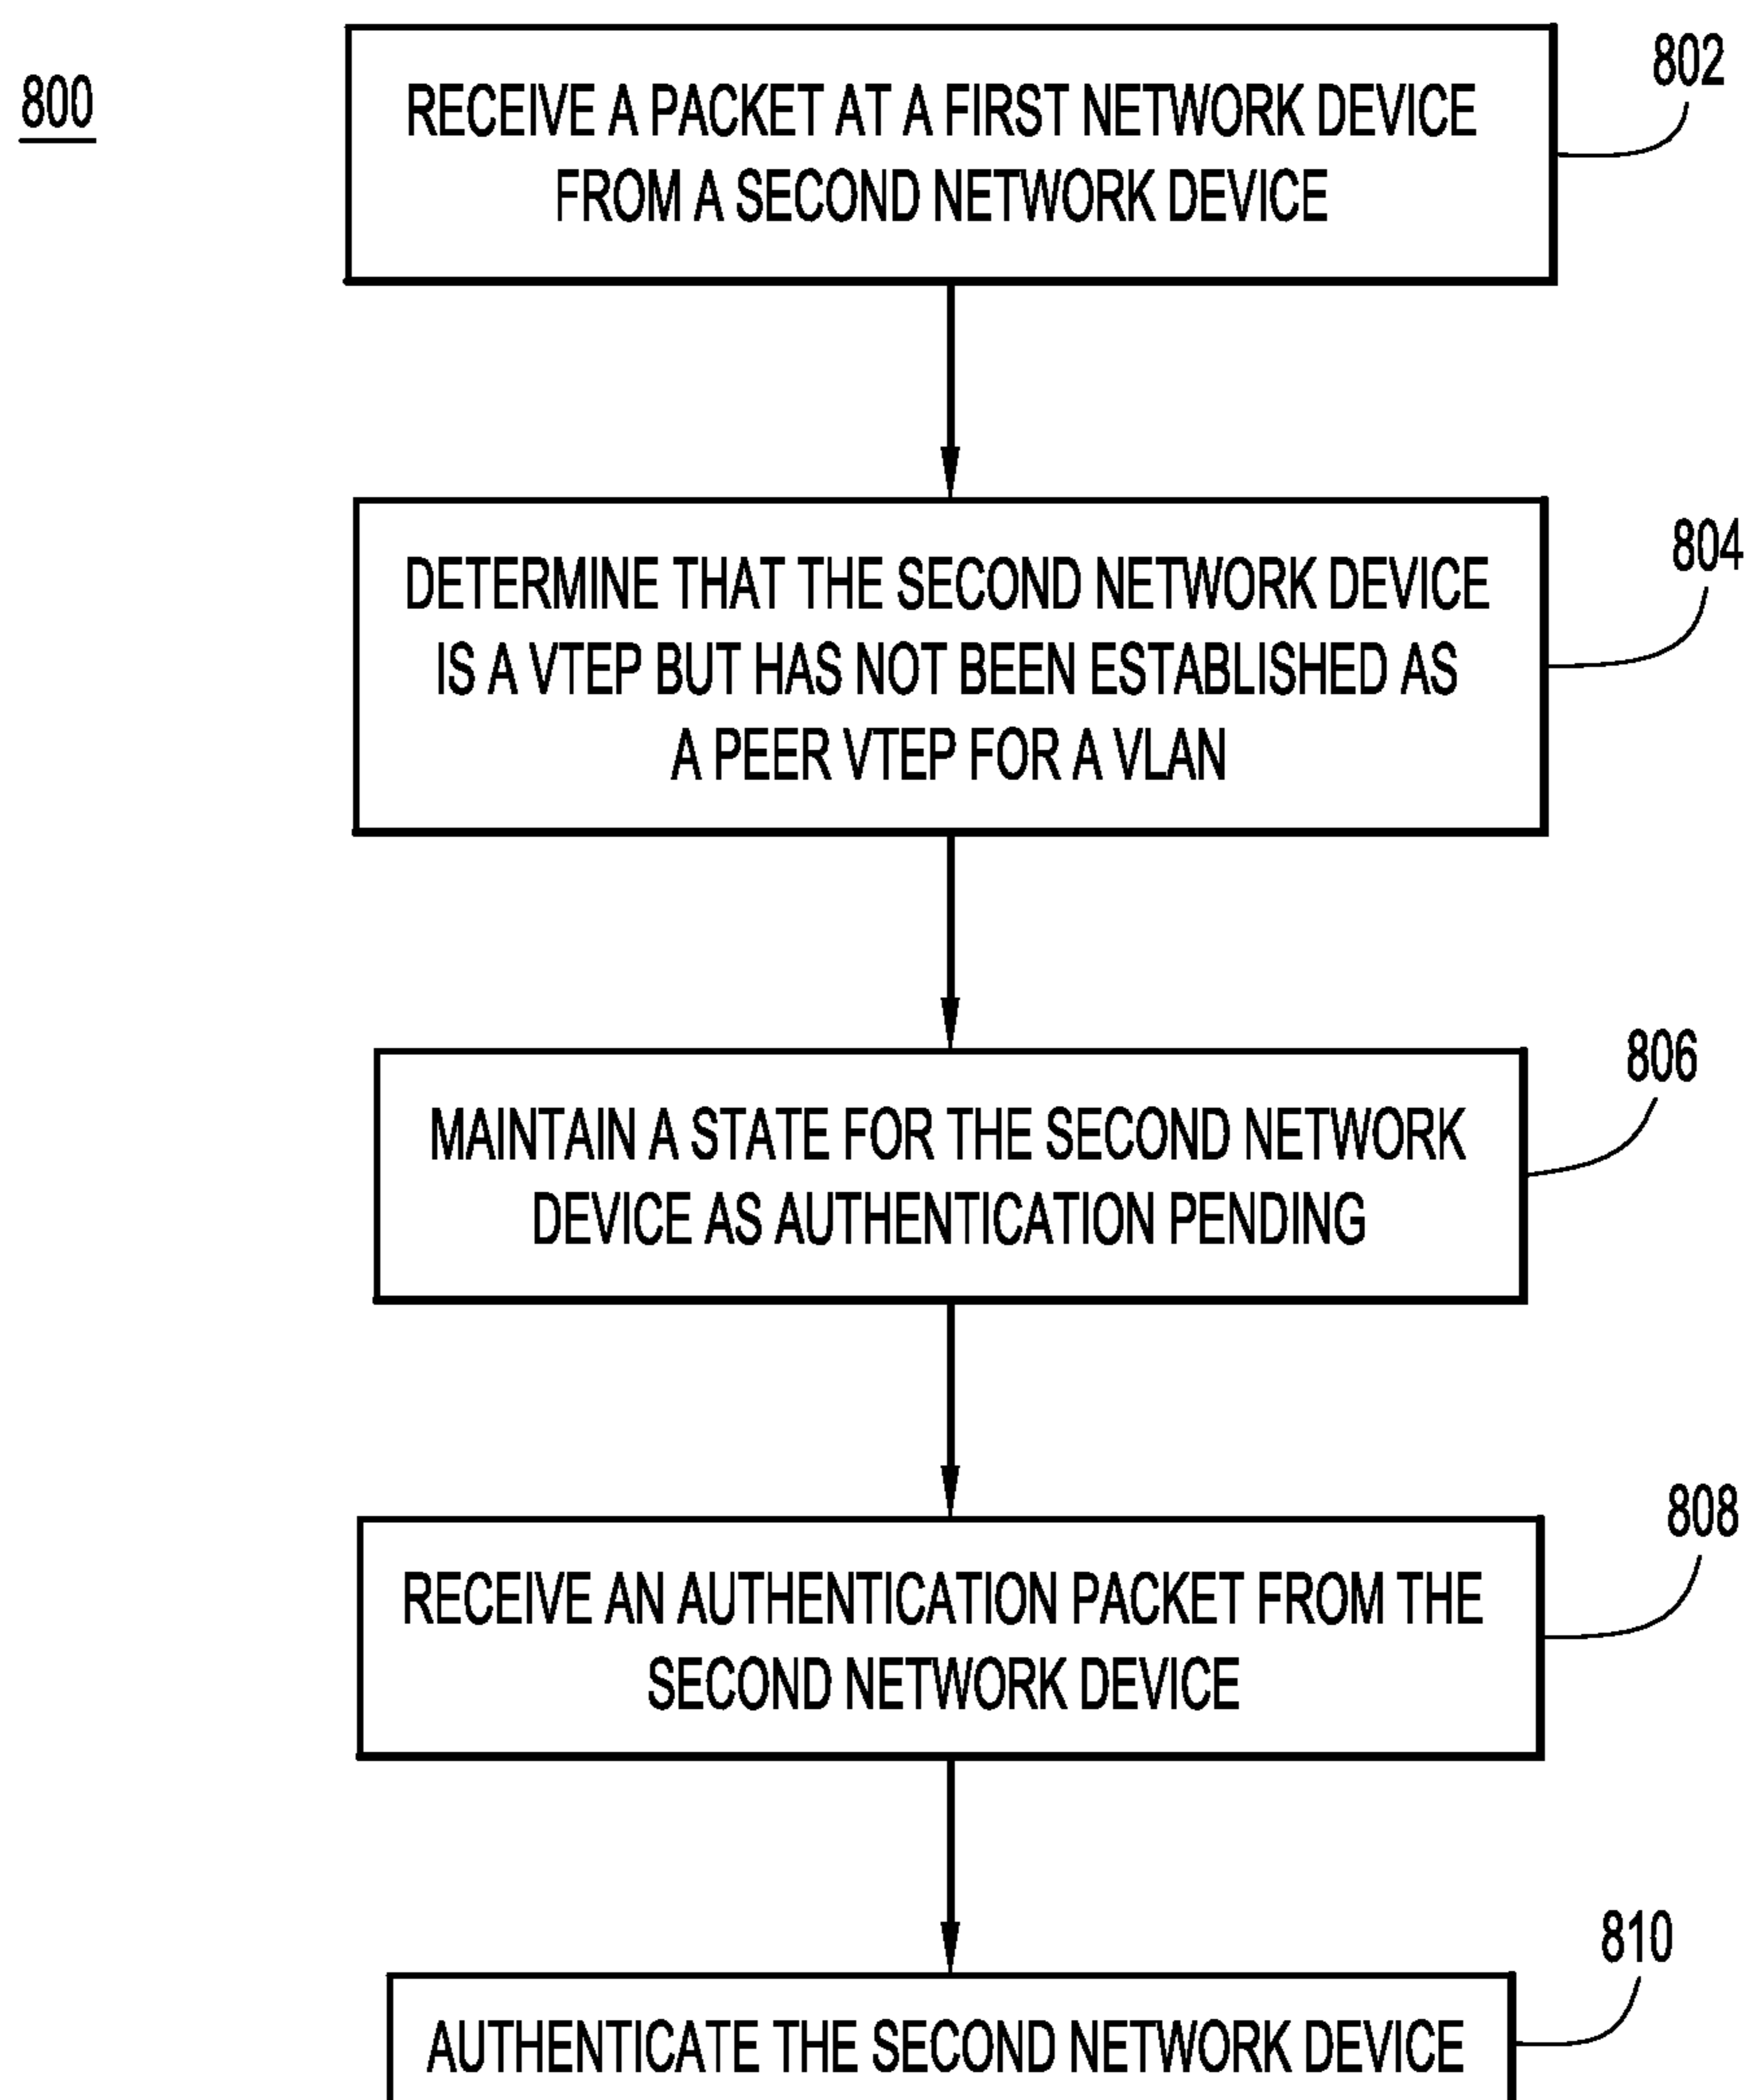 800
802
RECEIVE A PACKET AT A FIRST NETWORK DEVICE
FROM A SECOND NETWORK DEVICE
804
DETERMINE THAT THE SECOND NETWORK DEVICE
IS A VTEP BUT HAS NOT BEEN ESTABLISHED AS
A PEER VTEP FOR A VLAN
806
MAINTAIN A STATE FOR THE SECOND NETWORK
DEVICE AS AUTHENTICATION PENDING
808
RECEIVE AN AUTHENTICATION PACKET FROM THE
SECOND NETWORK DEVICE
810
AUTHENTICATE THE SECOND NETWORK DEVICE